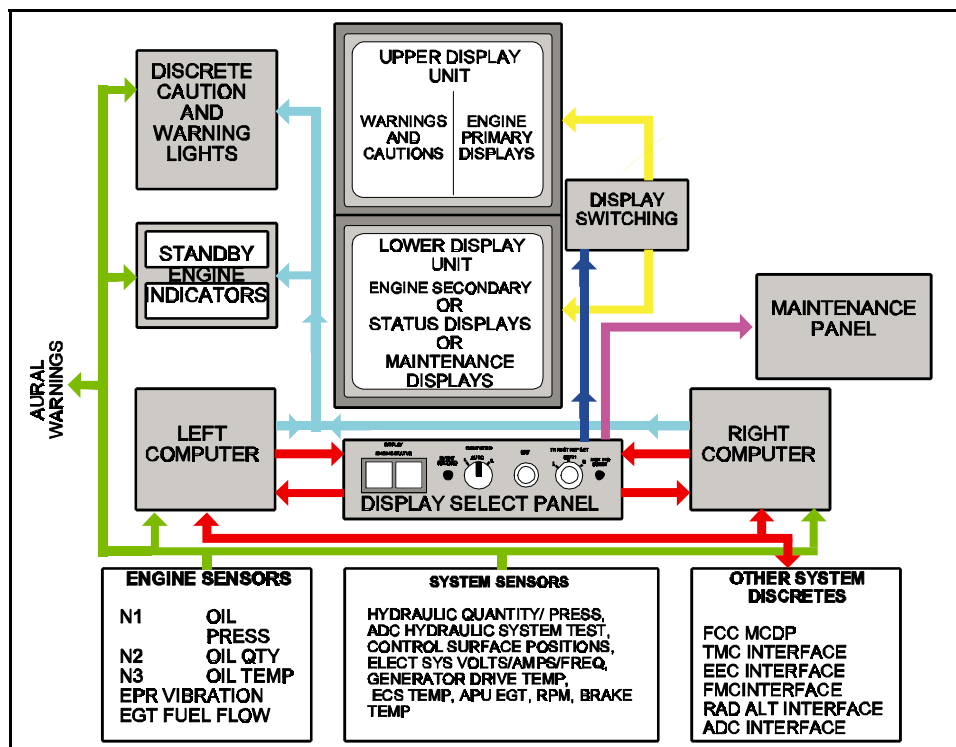 DISCRETE
CAUTION
AND
WARNING
LIGHTS
UPPER DISPLAY
UNIT
WARNINGS
AND
CAUTIONS
ENGINE
PRIMARY
DISPLAYS
DISPLAY
SWITCHING
STANDBY
ENGINE
INDICATORS
LOWER DISPLAY
UNIT
ENGINE SECONDARY
OR
STATUS DISPLAYS
OR
MAINTENANCE
DISPLAYS
MAINTENANCE
PANEL
AURAL
WARNINGS
LEFT
COMPUTER
DISPLAY
AUTO
DISPLAY SELECT PANEL
RIGHT
COMPUTER
ENGINE SENSORS
N1 OIL
PRESS
N2 OIL QTY
N3 OIL TEMP
EPR VIBRATION
EGT FUEL FLOW
SYSTEM SENSORS
HYDRAULIC QUANTITY/ PRESS,
ADC HYDRAULIC SYSTEM TEST,
CONTROL SURFACE POSITIONS,
ELECT SYS VOLTS/AMPS/FREQ,
GENERATOR DRIVE TEMP,
ECS TEMP, APU EGT, RPM, BRAKE
TEMP
OTHER SYSTEM
DISCRETES
FCC MCDP
TMC INTERFACE
EEC INTERFACE
FMCINTERFACE
RAD ALT INTERFACE
ADC INTERFACE